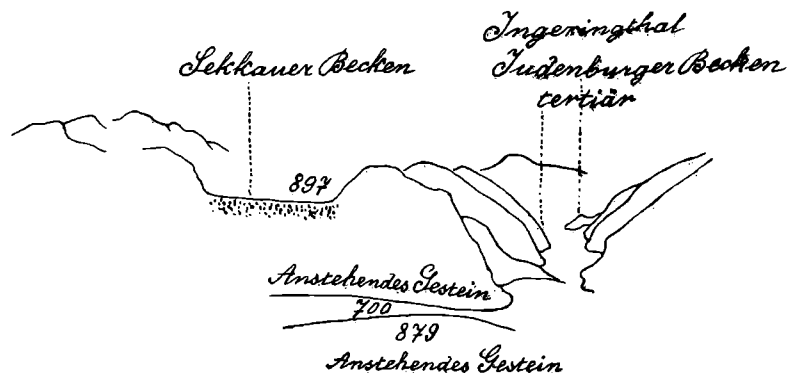 Ingeringthal
Sekkauer Becken
Judenburger Becken
tertiär
897
Anstehendes Gestein
700
879
Anstehendes Gestein